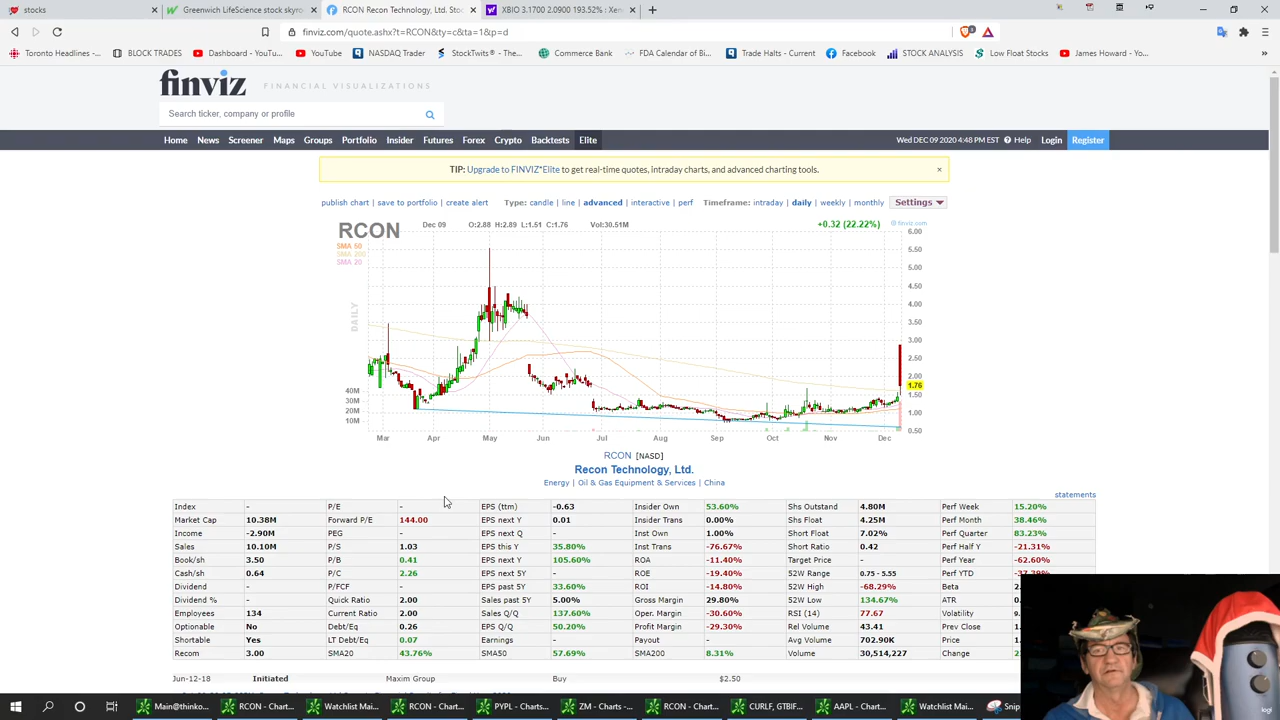 stocks
Greenwich LifeScience stock skyro
RCON Recon Technology, Ltd. Stoc
XBIO 3.1700 2.0900 193.52% : Xen
finviz.com/quote.ashx?t=RCON&ty=c&ta=1&p=d
Toronto Headlines...
BLOCK TRADES
Dashboard - YouTu...
YouTube
NASDAQ Trader
StockTwits® - The...
Commerce Bank
FDA Calendar of Bi...
Trade Halts - Current
Facebook
STOCK ANALYSIS
Low Float Stocks
James Howard - Yo...
finviz FINANCIAL VISUALIZATIONS
Search ticker, company or profile
Home News Screener Maps Groups Portfolio Insider Futures Forex Crypto Backtests Elite
Wed DEC 09 2020 4:48 PM EST Help Login Register
TIP: Upgrade to FINVIZ*Elite to get real-time quotes, intraday charts, and advanced charting tools. ×
publish chart | save to portfolio | create alert
Type: candle | line | advanced | interactive | perf
Timeframe: intraday | daily | weekly | monthly
Settings
RCON
Dec 09 O:2.88 H:2.89 L:1.51 C:1.76 Vol:30.51M
+0.32 (22.22%)
© finviz.com
SMA 50
SMA 200
SMA 20
DAILY
6.00
5.50
5.00
4.50
4.00
3.50
3.00
2.50
2.00
1.76
1.50
1.00
0.50
40M
30M
20M
10M
Mar Apr May Jun Jul Aug Sep Oct Nov Dec
RCON [NASD]
Recon Technology, Ltd.
Energy | Oil & Gas Equipment & Services | China
statements
Index - P/E - EPS (ttm) -0.63 Insider Own 53.60% Shs Outstand 4.80M Perf Week 15.20%
Market Cap 10.38M Forward P/E 144.00 EPS next Y 0.01 Insider Trans 0.00% Shs Float 4.25M Perf Month 38.46%
Income -2.90M PEG - EPS next Q - Inst Own 1.00% Short Float 7.02% Perf Quarter 83.23%
Sales 10.10M P/S 1.03 EPS this Y 35.80% Inst Trans -76.67% Short Ratio 0.42 Perf Half Y -21.31%
Book/sh 3.50 P/B 0.41 EPS next Y 105.60% ROA -11.40% Target Price - Perf Year -62.60%
Cash/sh 0.64 P/C 2.26 EPS next 5Y - ROE -19.40% 52W Range 0.75 - 5.55 Perf YTD
Dividend - P/FCF - EPS past 5Y 33.60% ROI -14.80% 52W High -68.29% Beta
Dividend % - Quick Ratio 2.00 Sales past 5Y 5.00% Gross Margin 29.80% 52W Low 134.67% ATR
Employees 134 Current Ratio 2.00 Sales Q/Q 137.60% Oper. Margin -30.60% RSI (14) 77.67 Volatility
Optionable No Debt/Eq 0.26 EPS Q/Q 50.20% Profit Margin -29.30% Rel Volume 43.41 Prev Close
Shortable Yes LT Debt/Eq 0.07 Earnings - Payout - Avg Volume 702.90K Price
Recom 3.00 SMA20 43.76% SMA50 57.69% SMA200 8.31% Volume 30,514,227 Change
Jun-12-18 Initiated Maxim Group Buy $2.50
Main@thinko...
RCON - Chart...
Watchlist Mai...
RCON - Chart...
PVPL - Charts...
ZM - Charts -...
RCON - Chart...
CURLF, GTBIF...
AAPL - Chart...
Watchlist Mai...
Snip
logi